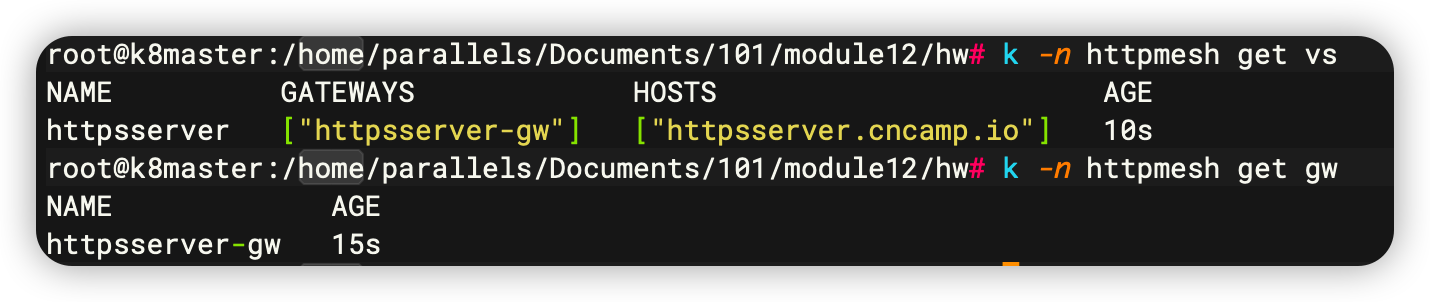 root@k8master:/home/parallels/Documents/101/module12/hw# k -n httpmesh get vs
NAME          GATEWAYS             HOSTS                       AGE
httpsserver   ["httpsserver-gw"]   ["httpsserver.cncamp.io"]   10s
root@k8master:/home/parallels/Documents/101/module12/hw# k -n httpmesh get gw
NAME             AGE
httpsserver-gw   15s